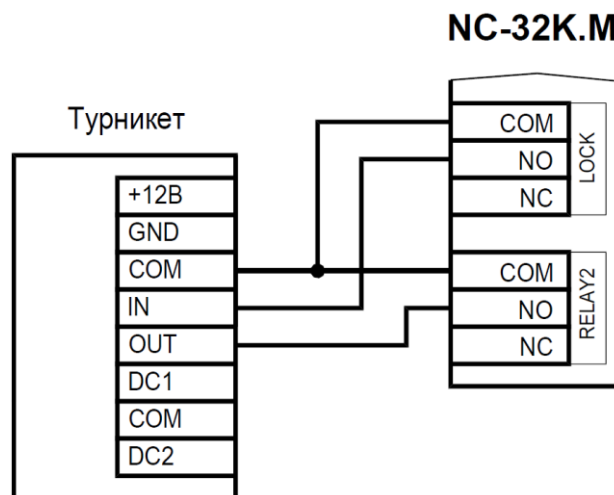 NC-32K.M
Турникет
+12В
GND
COM
IN
OUT
DC1
COM
DC2
COM
NO
NC
LOCK
COM
NO
NC
RELAY2